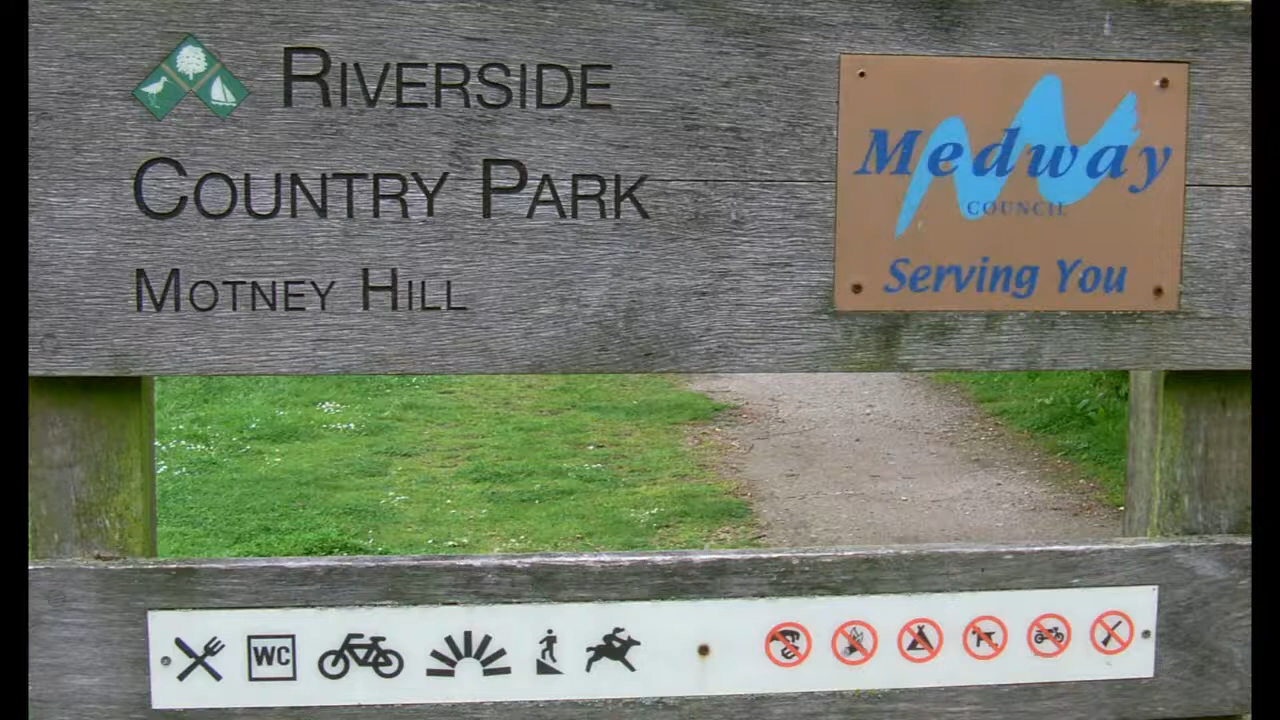 Riverside
Country Park
Motney Hill
Medway
COUNCIL
Serving You
WC